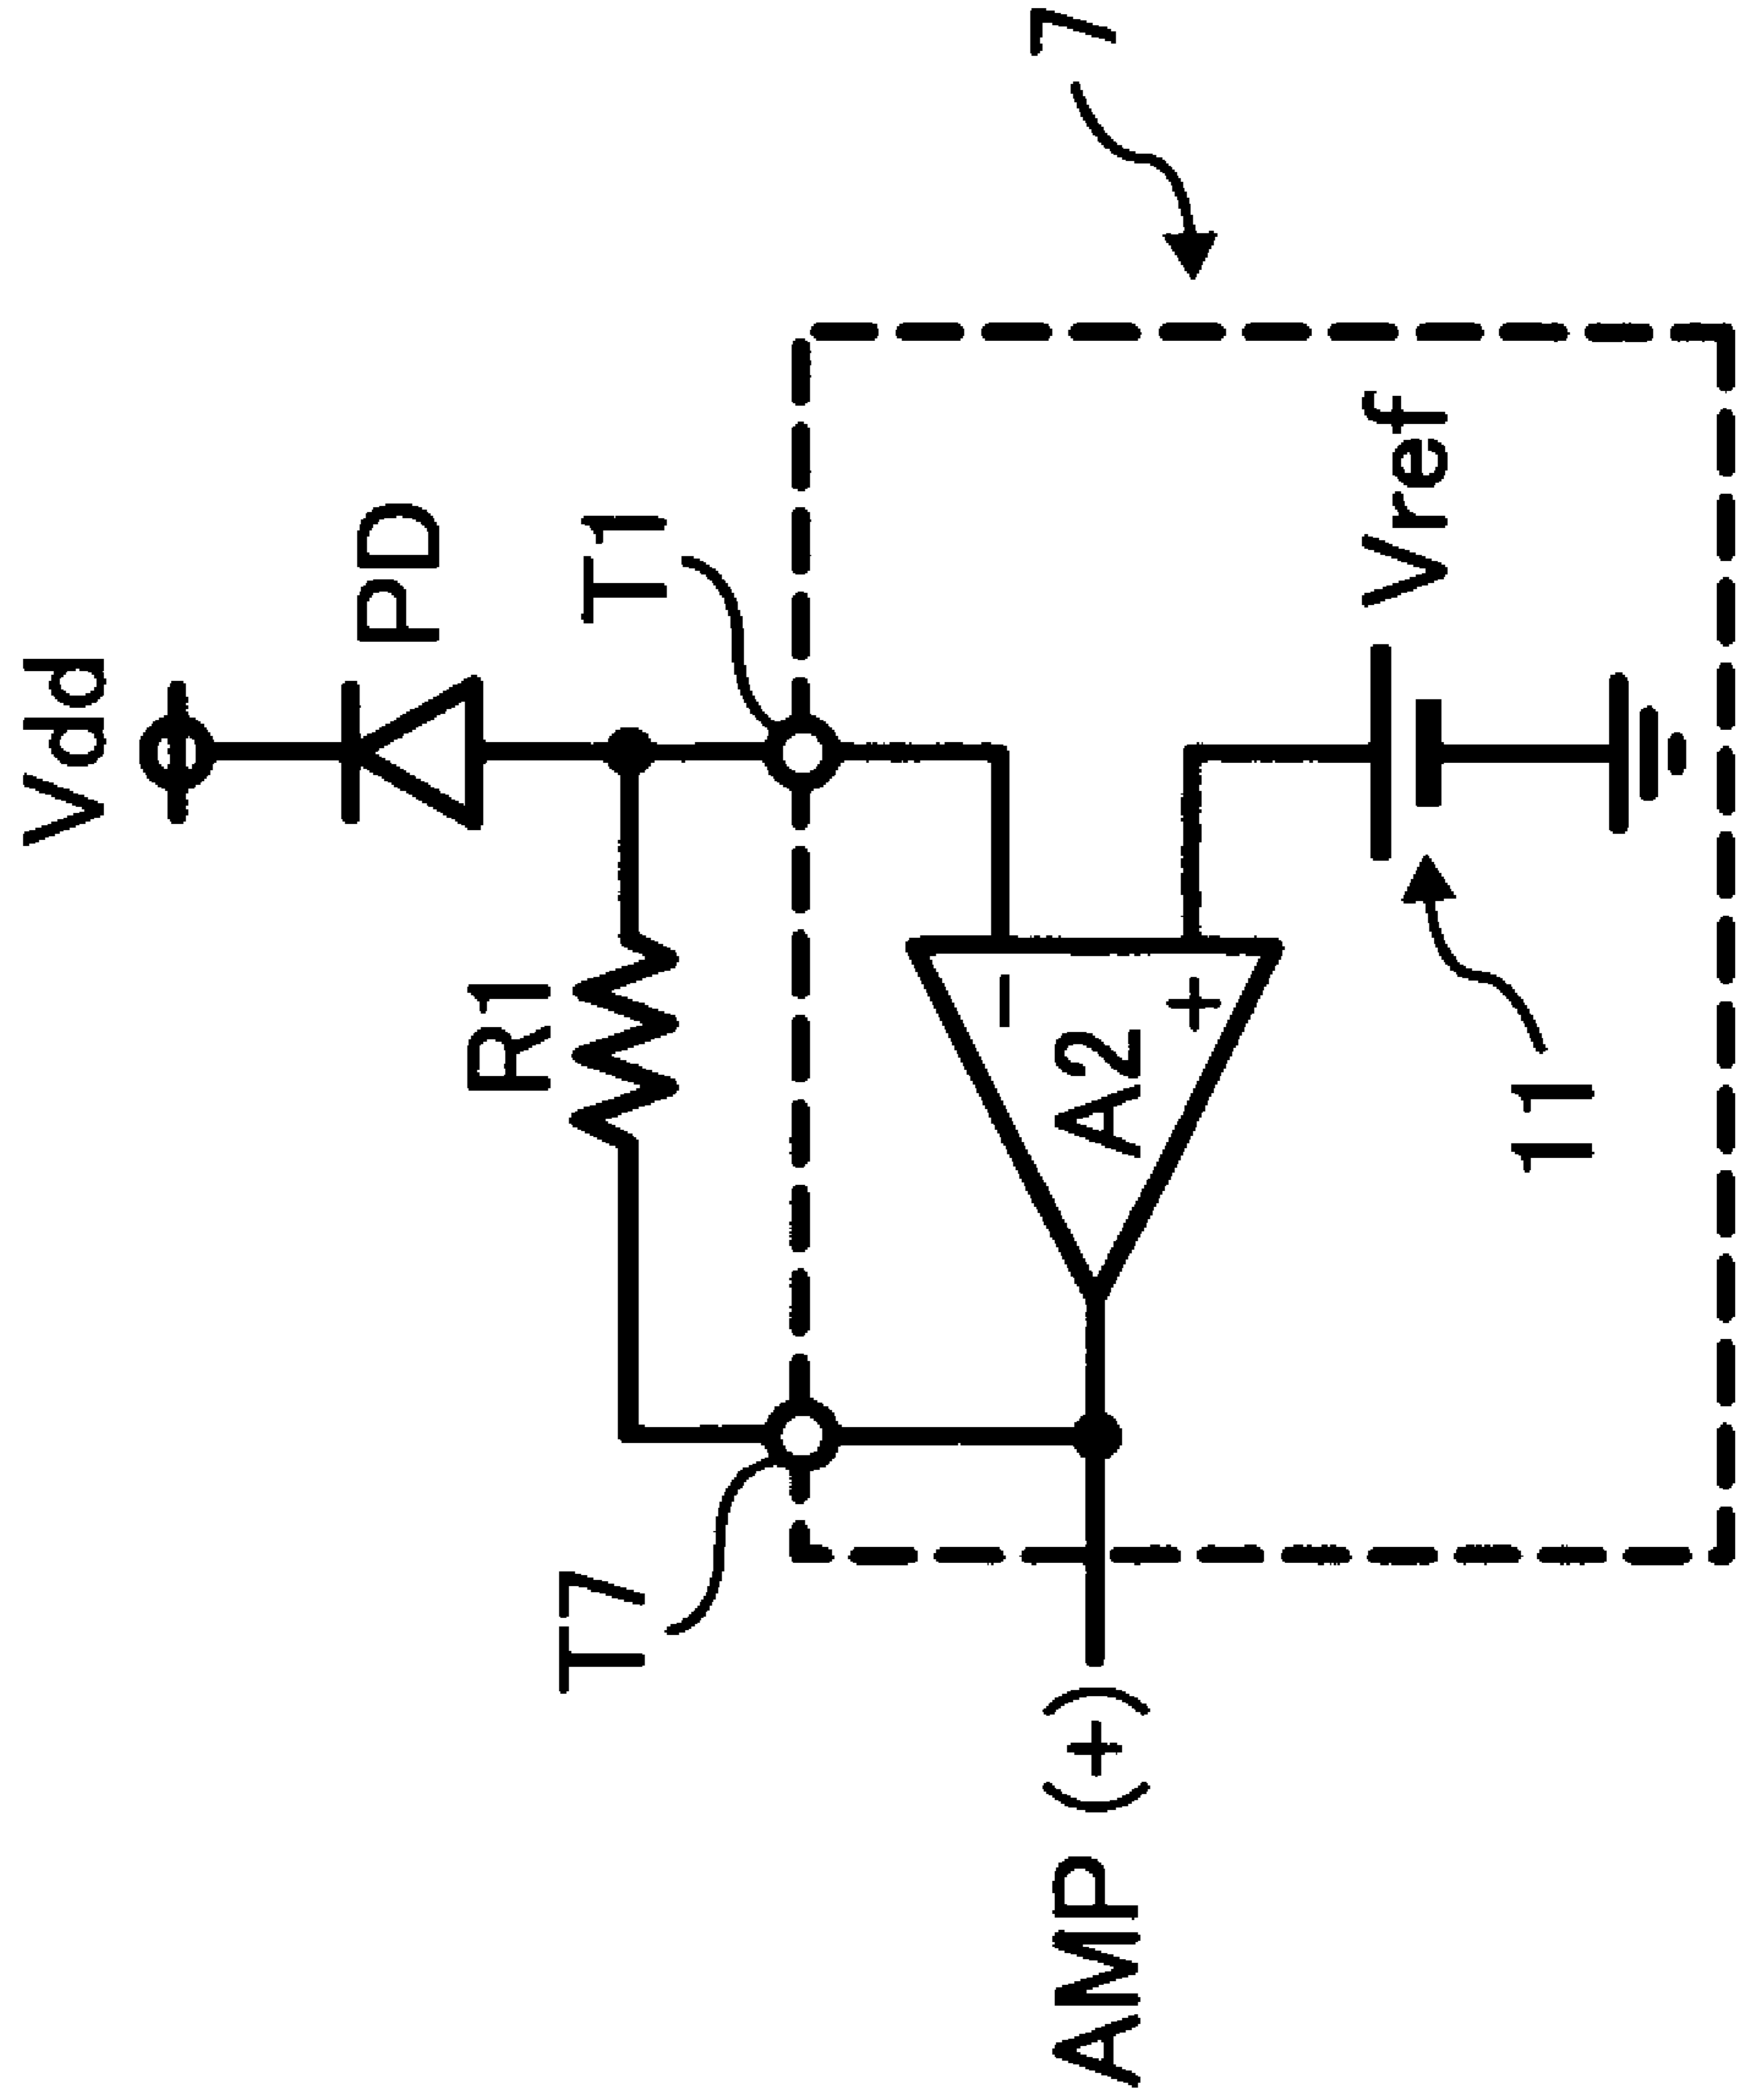 7
Vdd
PD
T1
R1
Vref
−
A2
+
11
T7
AMP (+)